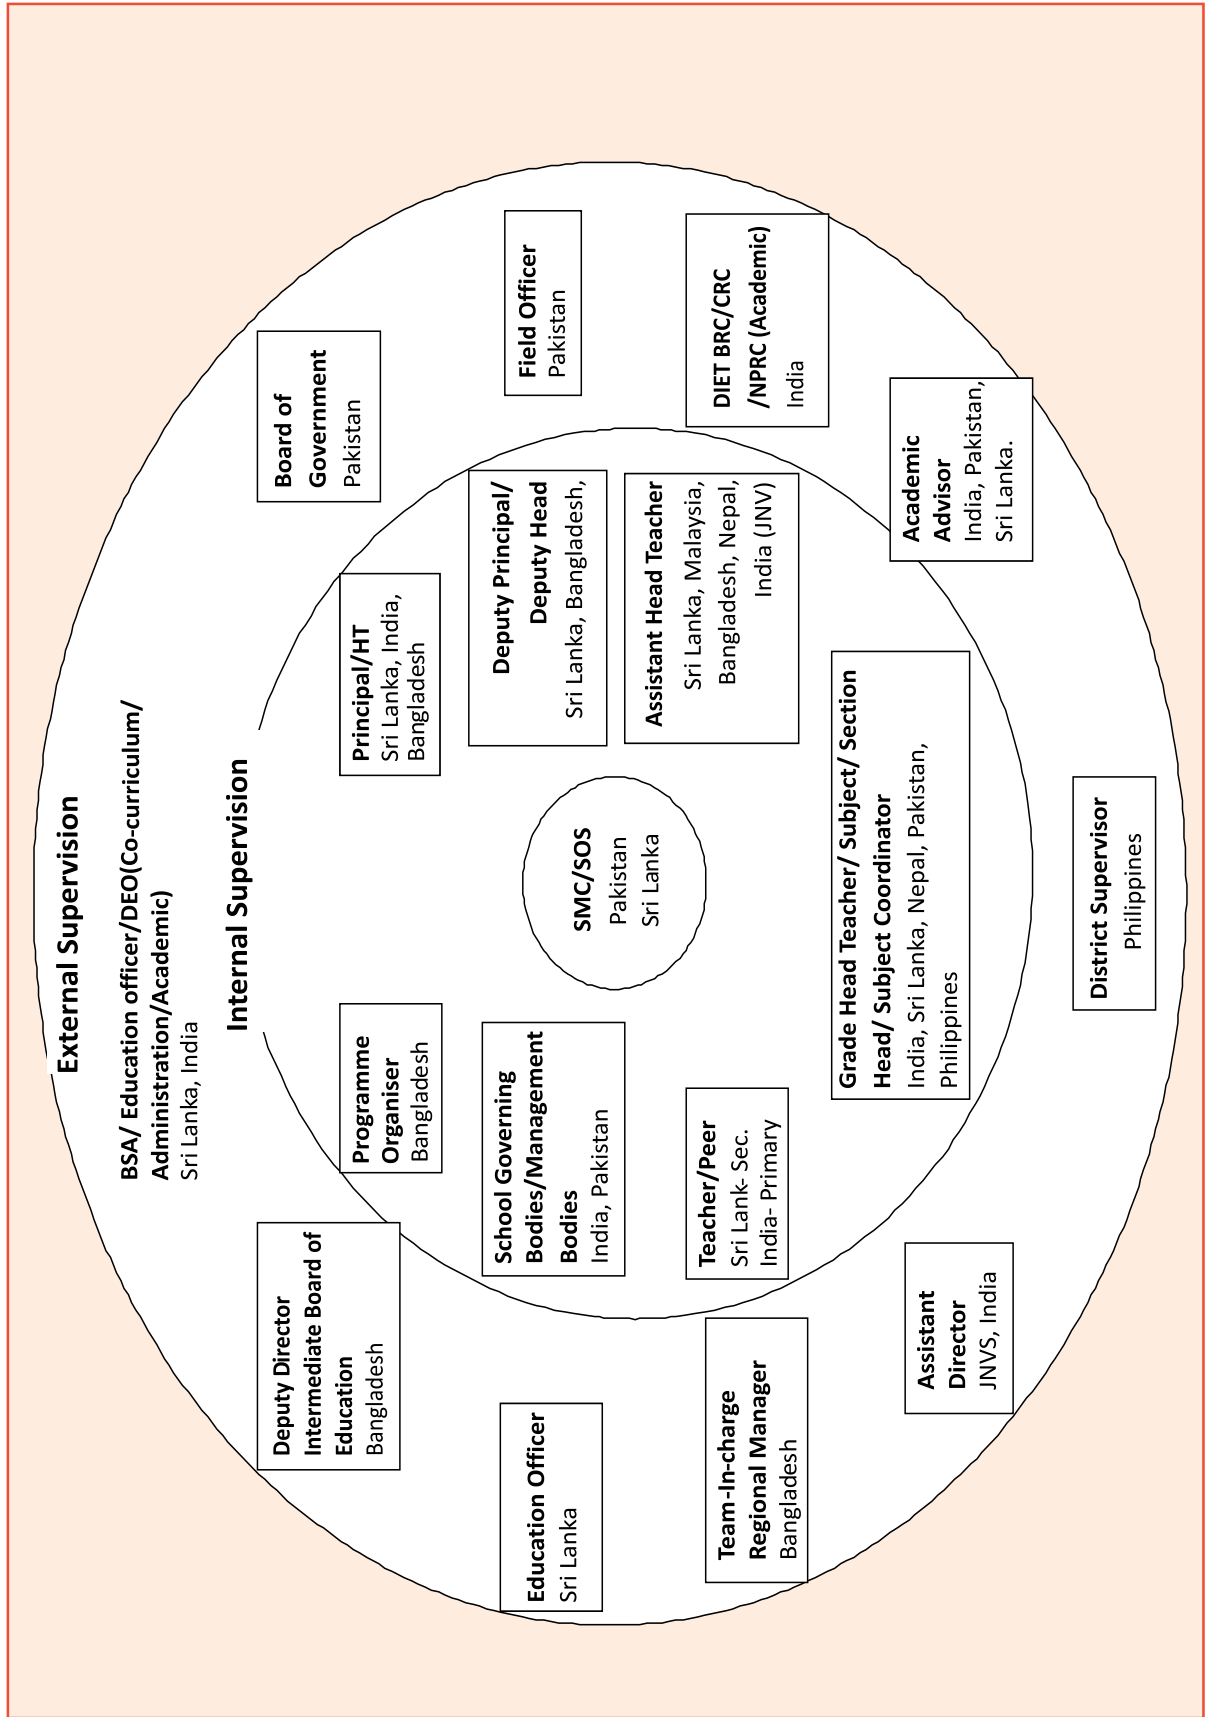 External Supervision
BSA/ Education officer/DEO(Co-curriculum/
Administration/Academic)
Sri Lanka, India
Internal Supervision
Deputy Director
Intermediate Board of
Education
Bangladesh
Programme
Organiser
Bangladesh
Principal/HT
Sri Lanka, India,
Bangladesh
Board of
Government
Pakistan
Education Officer
Sri Lanka
School Governing
Bodies/Management
Bodies
India, Pakistan
SMC/SOS
Pakistan
Sri Lanka
Deputy Principal/
Deputy Head
Sri Lanka, Bangladesh,
Field Officer
Pakistan
Team-In-charge
Regional Manager
Bangladesh
Teacher/Peer
Sri Lank- Sec.
India- Primary
Assistant Head Teacher
Sri Lanka, Malaysia,
Bangladesh, Nepal,
India (JNV)
DIET BRC/CRC
/NPRC (Academic)
India
Grade Head Teacher/ Subject/ Section
Head/ Subject Coordinator
India, Sri Lanka, Nepal, Pakistan,
Philippines
Assistant
Director
JNVS, India
Academic
Advisor
India, Pakistan,
Sri Lanka.
District Supervisor
Philippines